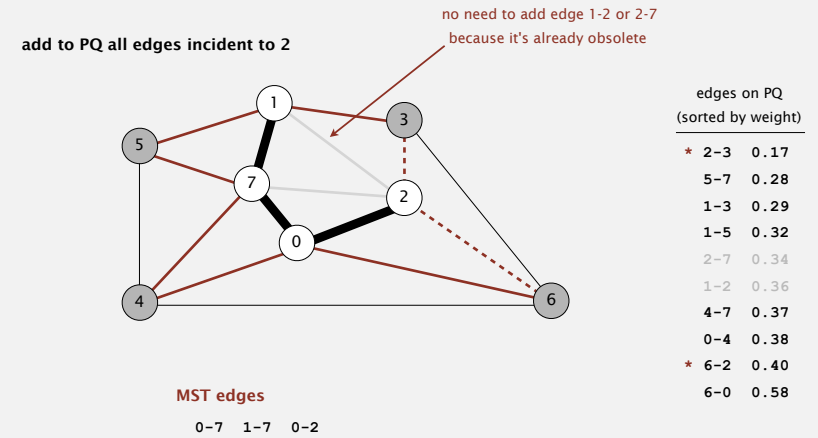 no need to add edge 1-2 or 2-7
because it's already obsolete
add to PQ all edges incident to 2
edges on PQ
(sorted by weight)
1
3
5
7
2
0
4
6
* 2-3 0.17
5-7 0.28
1-3 0.29
1-5 0.32
2-7 0.34
1-2 0.36
4-7 0.37
0-4 0.38
* 6-2 0.40
6-0 0.58
MST edges
0-7 1-7 0-2